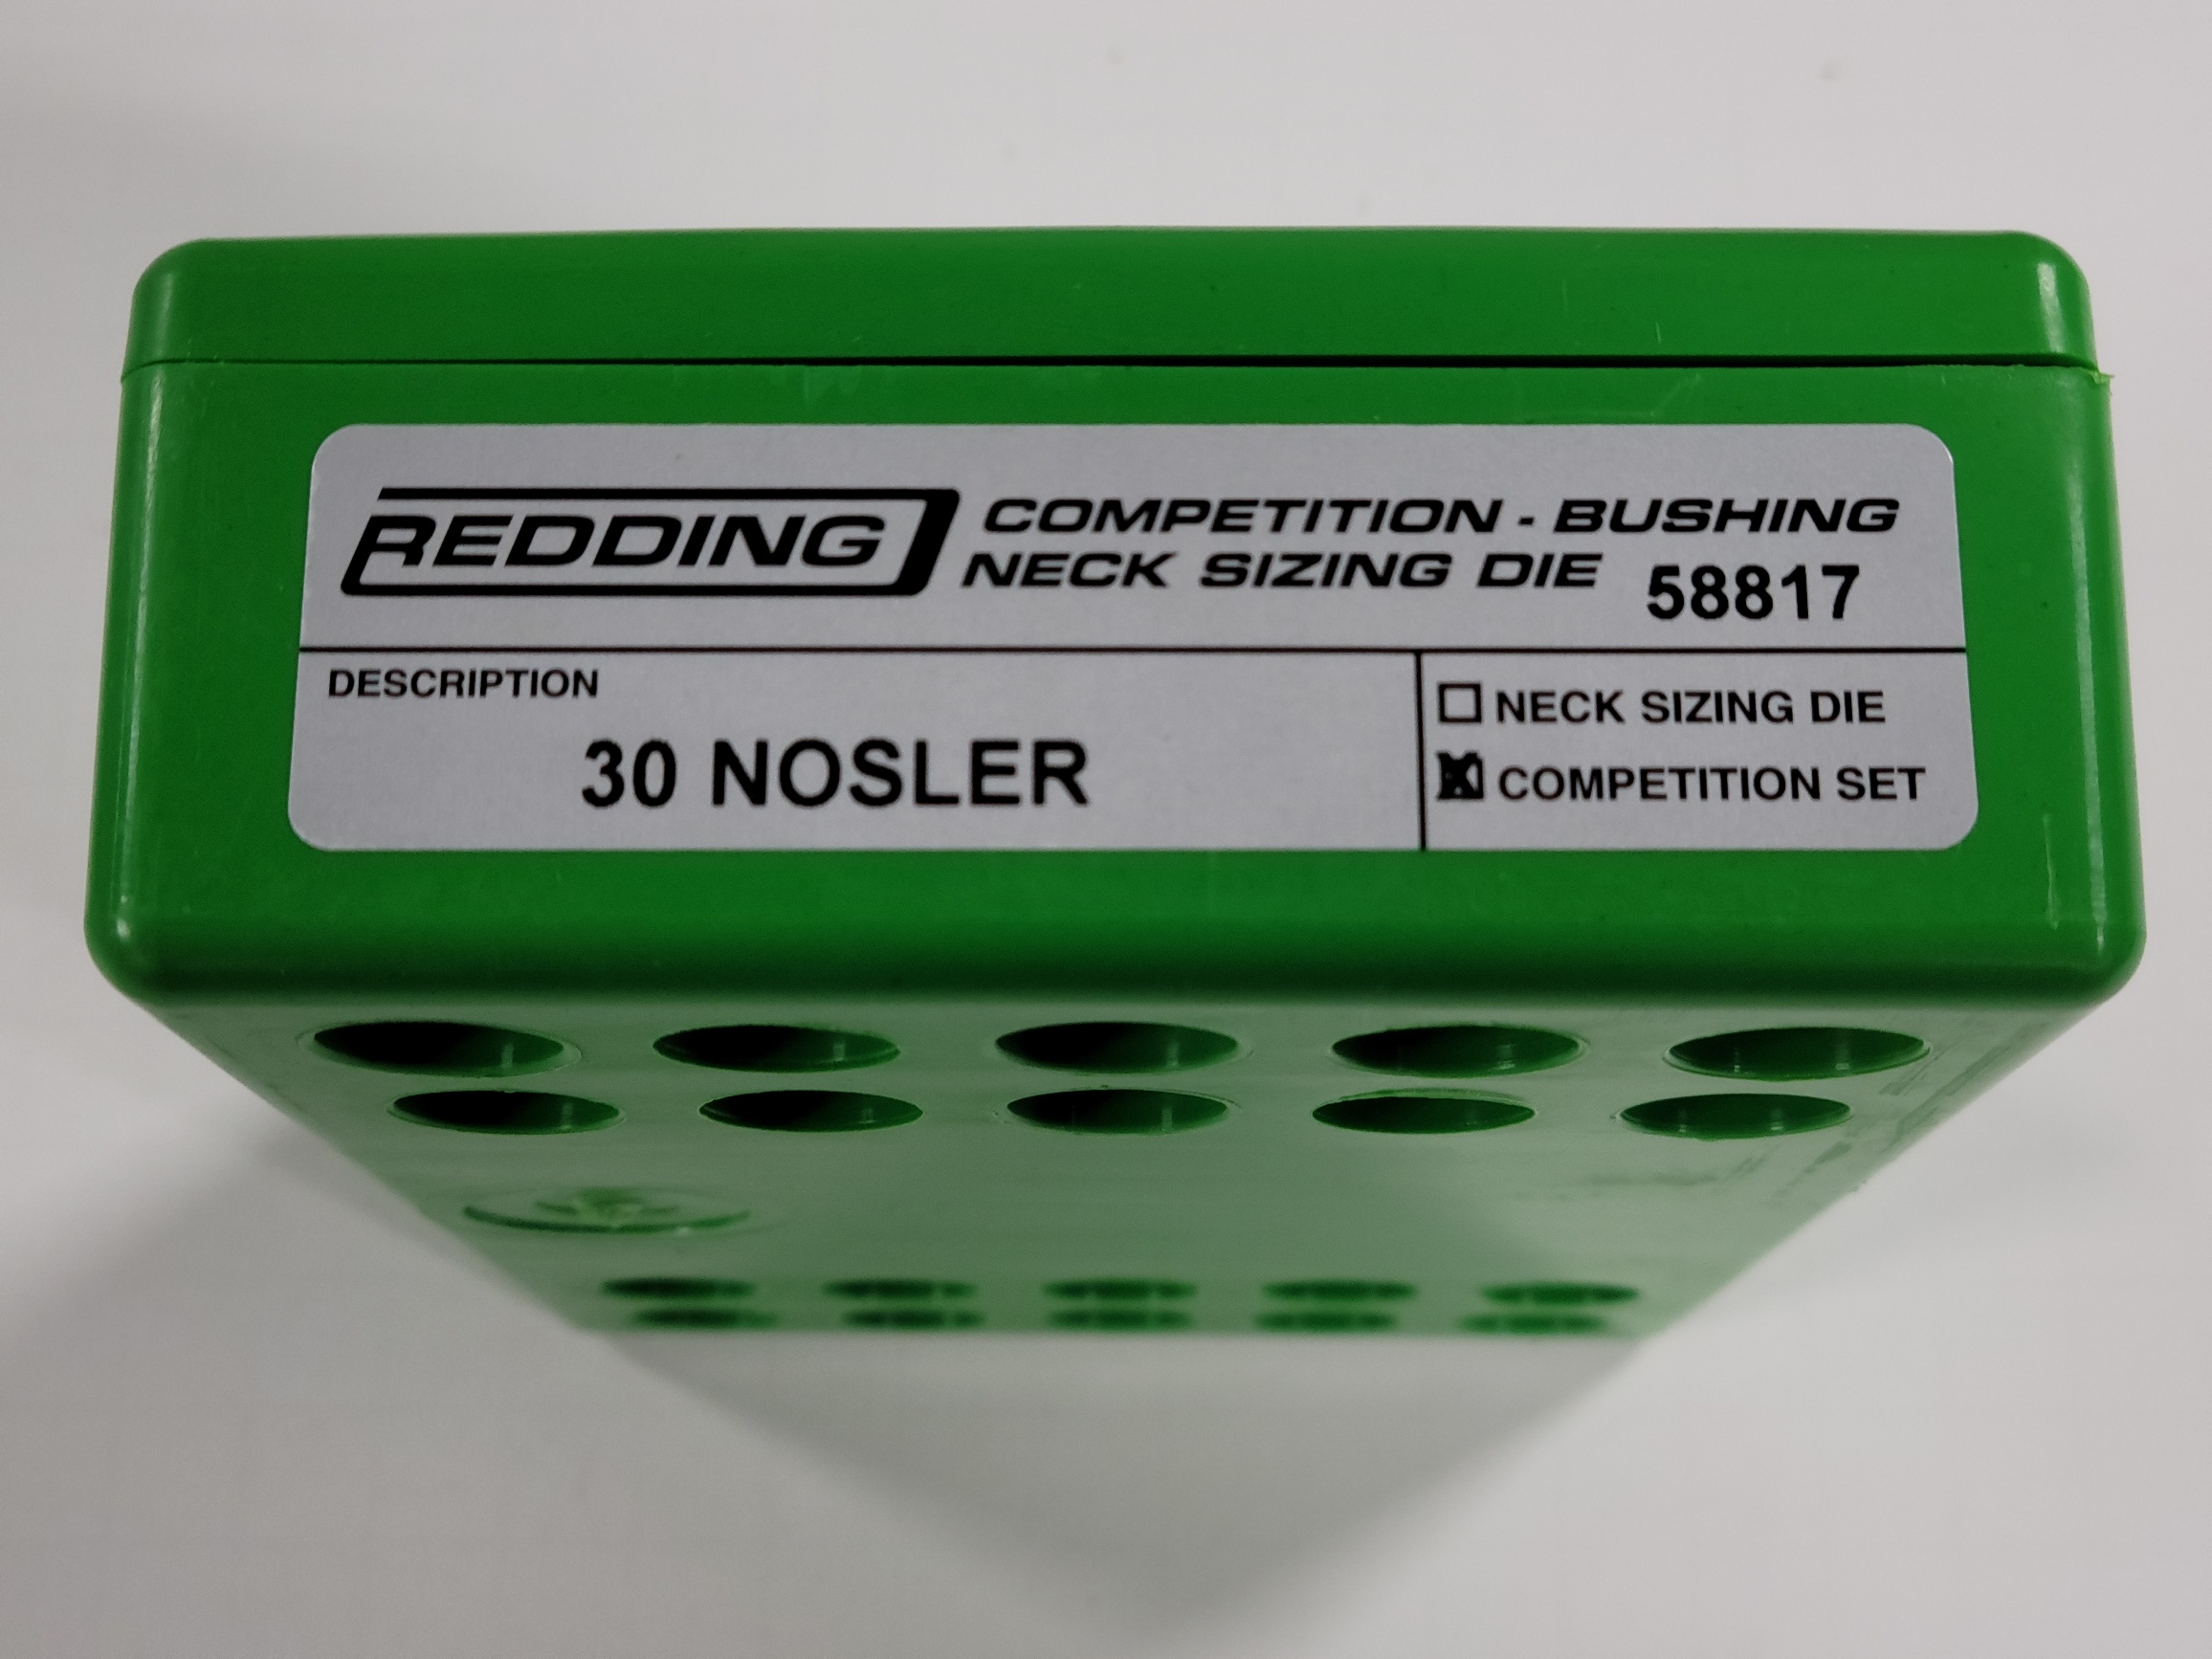 REDDING COMPETITION - BUSHING
NECK SIZING DIE 58817
DESCRIPTION
30 NOSLER
NECK SIZING DIE
COMPETITION SET